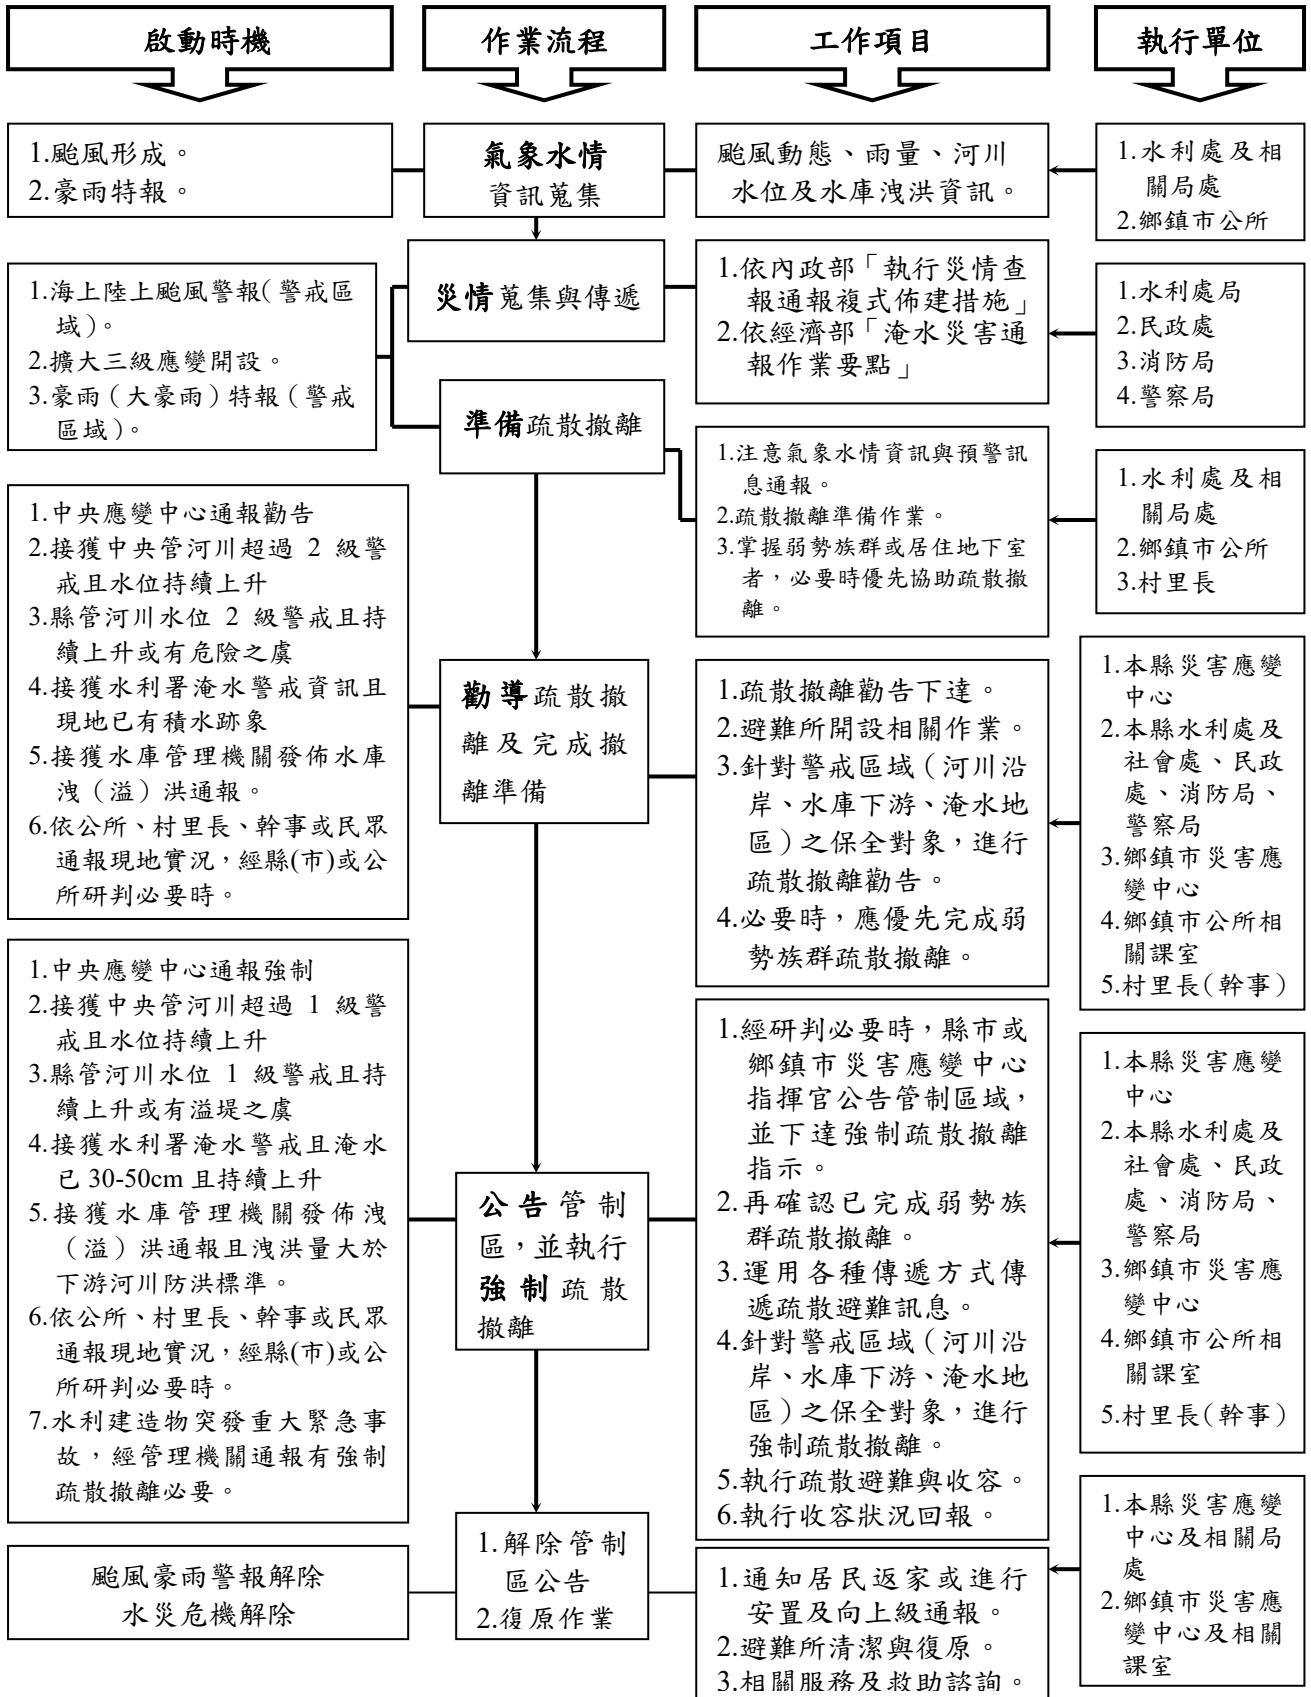 啟動時機
作業流程
工作項目
執行單位
1.颱風形成。
2.豪雨特報。
氣象水情
資訊蒐集
颱風動態、雨量、河川
水位及水庫洩洪資訊。
1.水利處及相
關局處
2.鄉鎮市公所
1.海上陸上颱風警報(警戒區
域)。
2.擴大三級應變開設。
3.豪雨（大豪雨）特報（警戒
區域）。
災情蒐集與傳遞
1.依內政部「執行災情查
報通報複式佈建措施」
2.依經濟部「淹水災害通
報作業要點」
1.水利處局
2.民政處
3.消防局
4.警察局
準備疏散撤離
1.注意氣象水情資訊與預警訊
息通報。
2.疏散撤離準備作業。
3.掌握弱勢族群或居住地下室
者，必要時優先協助疏散撤
離。
1.水利處及相
關局處
2.鄉鎮市公所
3.村里長
1.中央應變中心通報勸告
2.接獲中央管河川超過 2 級警
戒且水位持續上升
3.縣管河川水位 2 級警戒且持
續上升或有危險之虞
4.接獲水利署淹水警戒資訊且
現地已有積水跡象
5.接獲水庫管理機關發佈水庫
洩（溢）洪通報。
6.依公所、村里長、幹事或民眾
通報現地實況，經縣(市)或公
所研判必要時。
勸導疏散撤
離及完成撤
離準備
1.疏散撤離勸告下達。
2.避難所開設相關作業。
3.針對警戒區域（河川沿
岸、水庫下游、淹水地
區）之保全對象，進行
疏散撤離勸告。
4.必要時，應優先完成弱
勢族群疏散撤離。
1.本縣災害應變
中心
2.本縣水利處及
社會處、民政
處、消防局、
警察局
3.鄉鎮市災害應
變中心
4.鄉鎮市公所相
關課室
5.村里長(幹事)
1.中央應變中心通報強制
2.接獲中央管河川超過 1 級警
戒且水位持續上升
3.縣管河川水位 1 級警戒且持
續上升或有溢堤之虞
4.接獲水利署淹水警戒且淹水
已 30-50cm 且持續上升
5.接獲水庫管理機關發佈洩
（溢）洪通報且洩洪量大於
下游河川防洪標準。
6.依公所、村里長、幹事或民眾
通報現地實況，經縣(市)或公
所研判必要時。
7.水利建造物突發重大緊急事
故，經管理機關通報有強制
疏散撤離必要。
公告管制
區，並執行
強制疏散
撤離
1.經研判必要時，縣市或
鄉鎮市災害應變中心
指揮官公告管制區域，
並下達強制疏散撤離
指示。
2.再確認已完成弱勢族
群疏散撤離。
3.運用各種傳遞方式傳
遞疏散避難訊息。
4.針對警戒區域（河川沿
岸、水庫下游、淹水地
區）之保全對象，進行
強制疏散撤離。
5.執行疏散避難與收容。
6.執行收容狀況回報。
1.本縣災害應變
中心
2.本縣水利處及
社會處、民政
處、消防局、
警察局
3.鄉鎮市災害應
變中心
4.鄉鎮市公所相
關課室
5.村里長(幹事)
颱風豪雨警報解除
水災危機解除
1.解除管制
區公告
2.復原作業
1.通知居民返家或進行
安置及向上級通報。
2.避難所清潔與復原。
3.相關服務及救助諮詢。
1.本縣災害應變
中心及相關局
處
2.鄉鎮市災害應
變中心及相關
課室